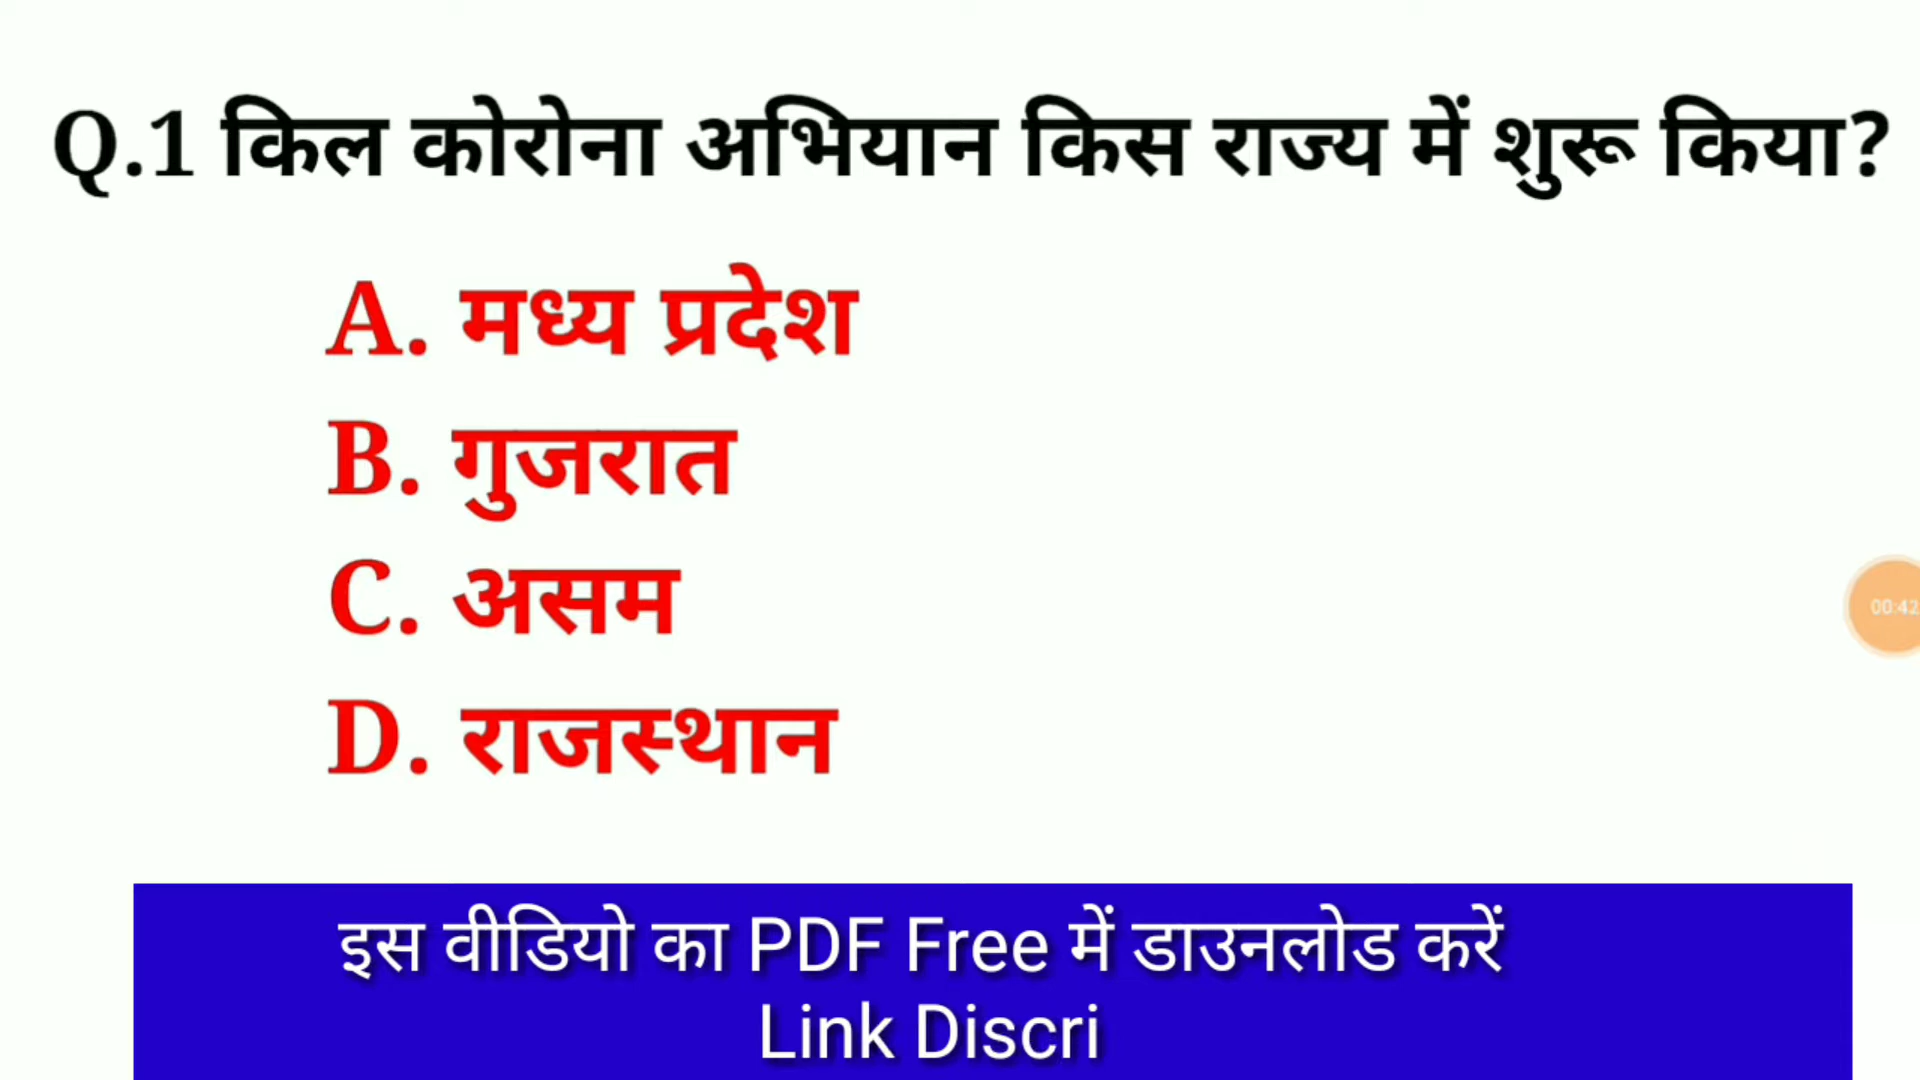 Q.1 किल कोरोना अभियान किस राज्य में शुरू किया?
A. मध्य प्रदेश
B. गुजरात
C. असम
D. राजस्थान
00:42
इस वीडियो का PDF Free में डाउनलोड करें
Link Discri